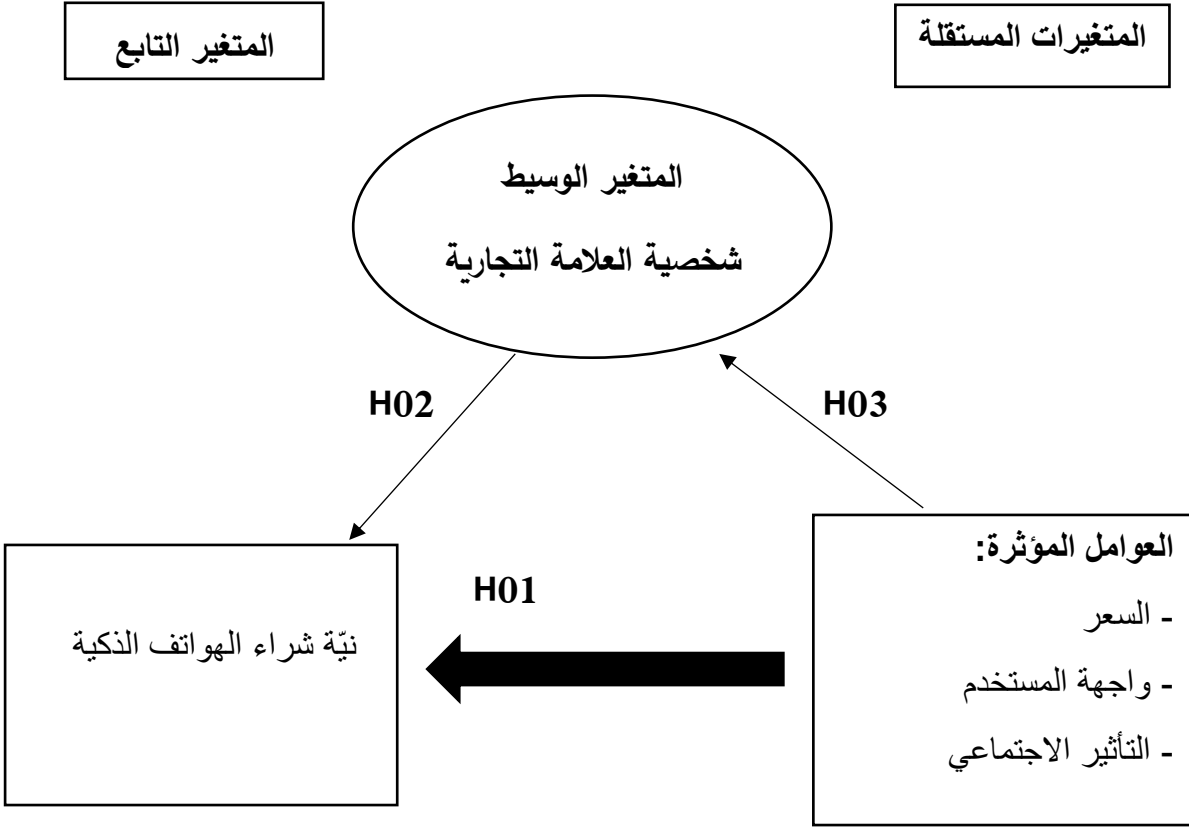 المتغيرات المستقلة
المتغير التابع
المتغير الوسيط
شخصية العلامة التجارية
H03
H02
العوامل المؤثرة:
- السعر
- واجهة المستخدم
- التأثير الاجتماعي
H01
نيّة شراء الهواتف الذكية